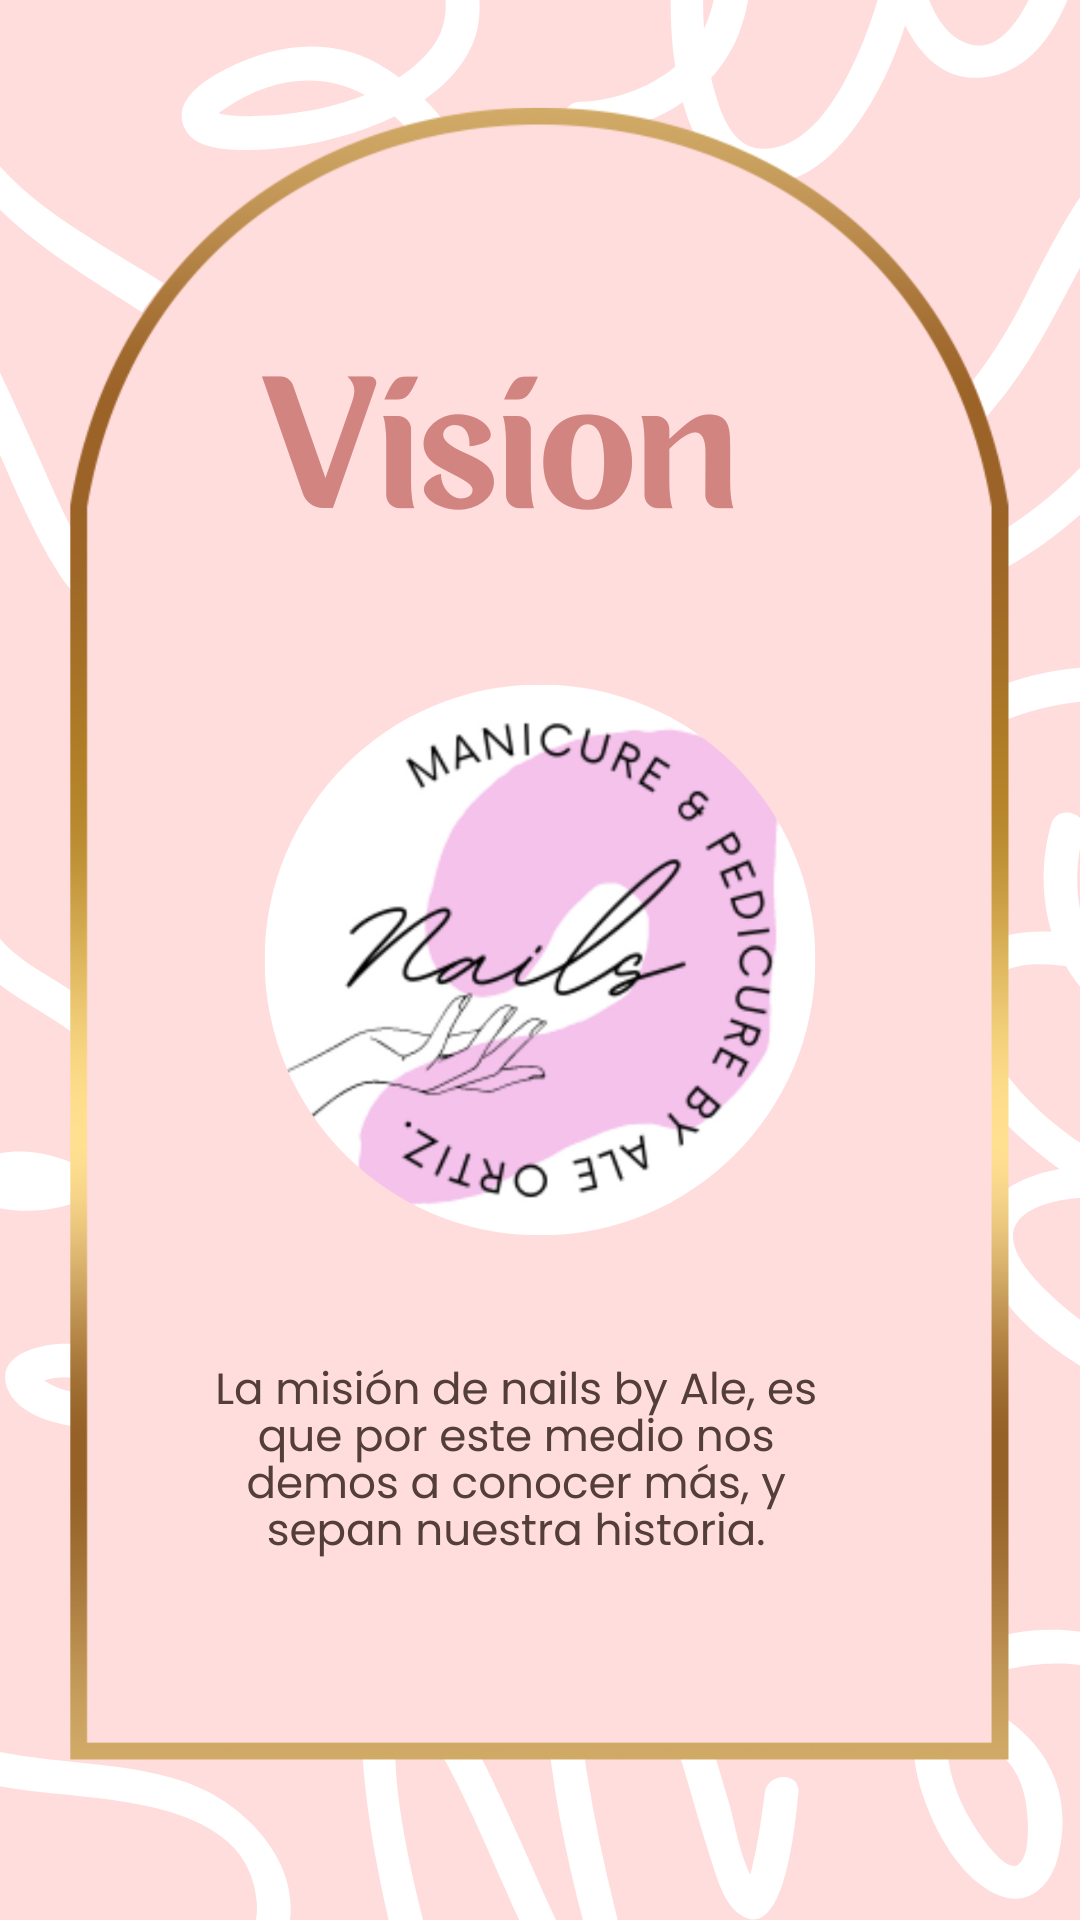 Vision
MANICURE & PEDICURE BY ALE ORTIZ.
Nails
La misión de nails by Ale, es
que por este medio nos
demos a conocer más, y
sepan nuestra historia.